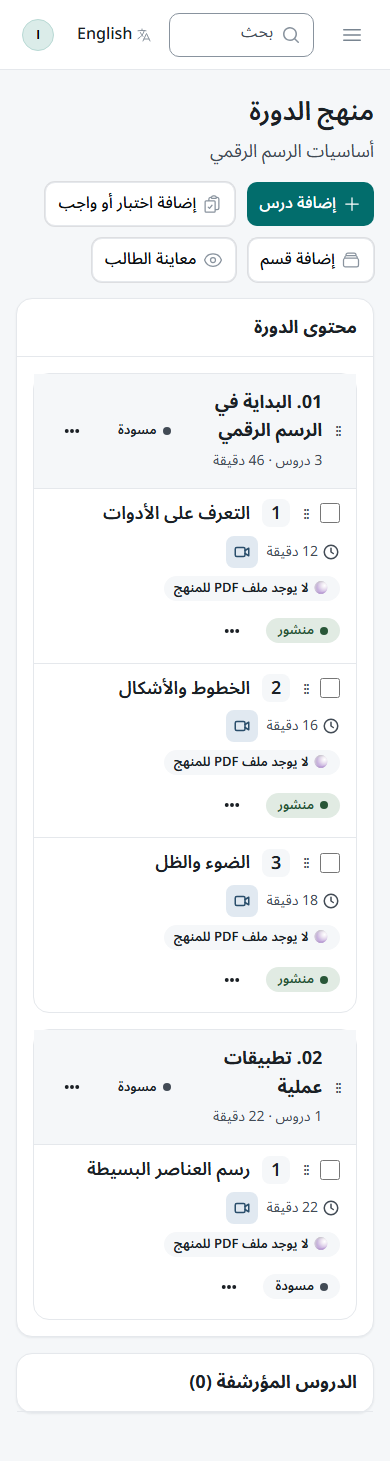 بحث
English
ا
منهج الدورة
أساسيات الرسم الرقمي
إضافة درس
إضافة اختبار أو واجب
إضافة قسم
معاينة الطالب
محتوى الدورة
01. البداية في
الرسم الرقمي
3 دروس · 46 دقيقة
مسودة
1
التعرف على الأدوات
12 دقيقة
لا يوجد ملف PDF للمنهج
منشور
2
الخطوط والأشكال
16 دقيقة
لا يوجد ملف PDF للمنهج
منشور
3
الضوء والظل
18 دقيقة
لا يوجد ملف PDF للمنهج
منشور
02. تطبيقات
عملية
1 دروس · 22 دقيقة
مسودة
1
رسم العناصر البسيطة
22 دقيقة
لا يوجد ملف PDF للمنهج
مسودة
الدروس المؤرشفة (0)